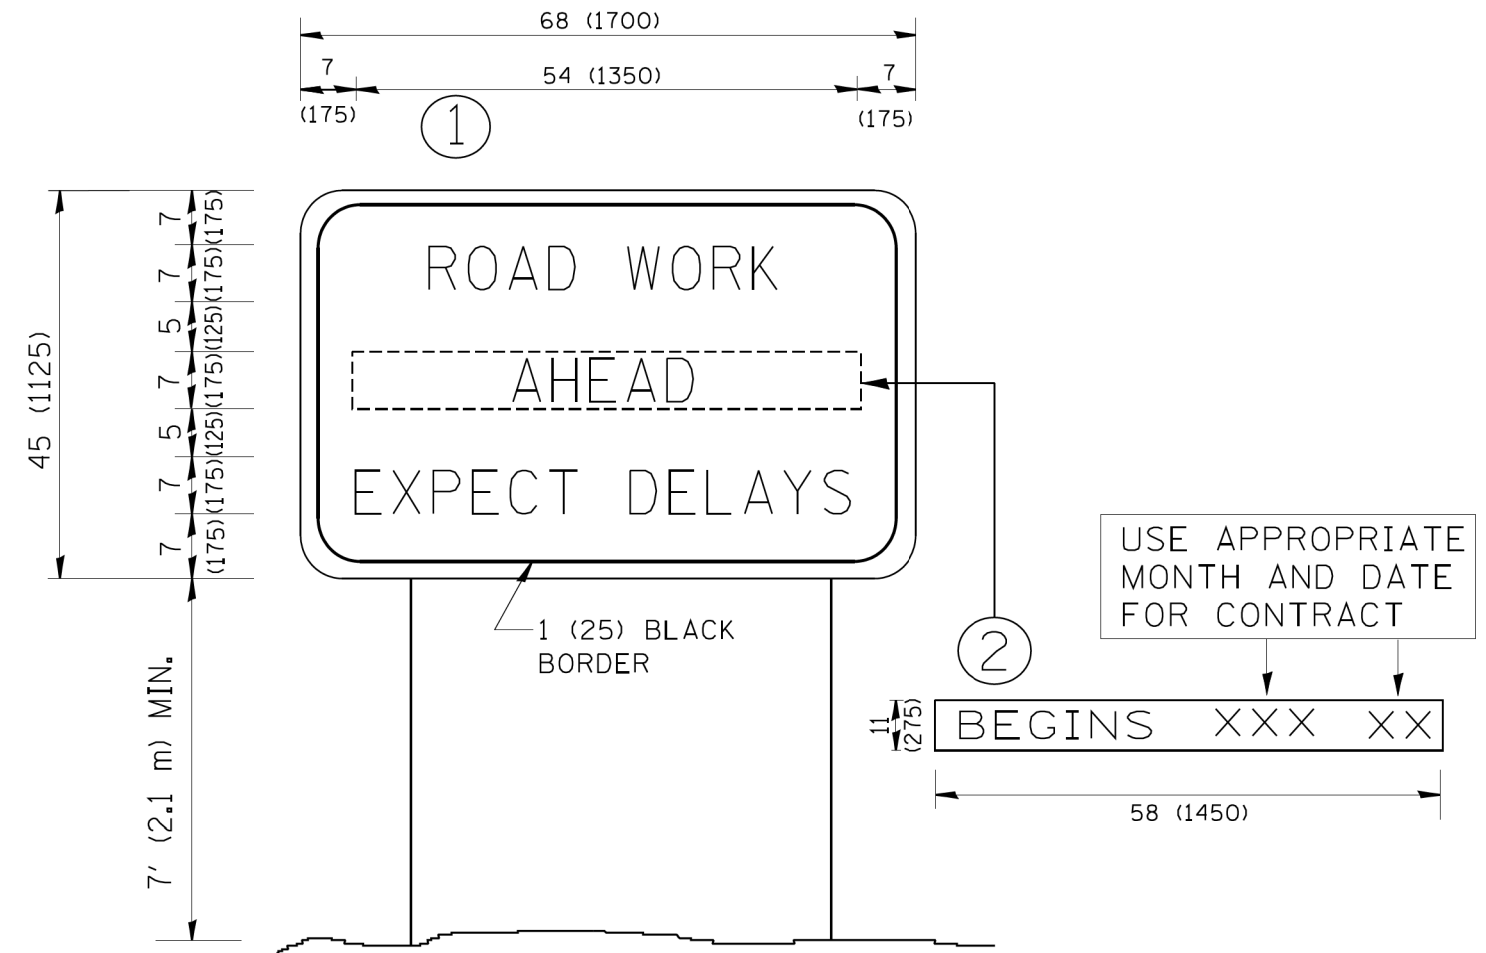 68 (1700)
7
54 (1350)
7
(175)
(175)
1
7
(175)
7
(175)
5
(125)
7
(175)
5
(125)
7
(175)
7
(175)
45 (1125)
ROAD WORK
AHEAD
EXPECT DELAYS
1 (25) BLACK
BORDER
7' (2.1 m) MIN.
2
USE APPROPRIATE
MONTH AND DATE
FOR CONTRACT
11
(275)
BEGINS XXX XX
58 (1450)